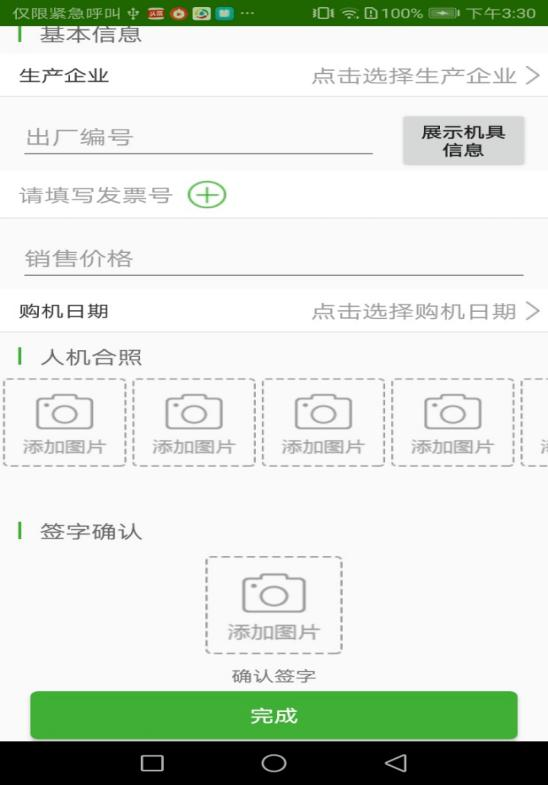 仅限紧急呼叫 100% 下午3:30
基本信息
生产企业 点击选择生产企业
出厂编号 展示机具
信息
请填写发票号
销售价格
购机日期 点击选择购机日期
人机合照
添加图片 添加图片 添加图片 添加图片
签字确认
添加图片
确认签字
完成